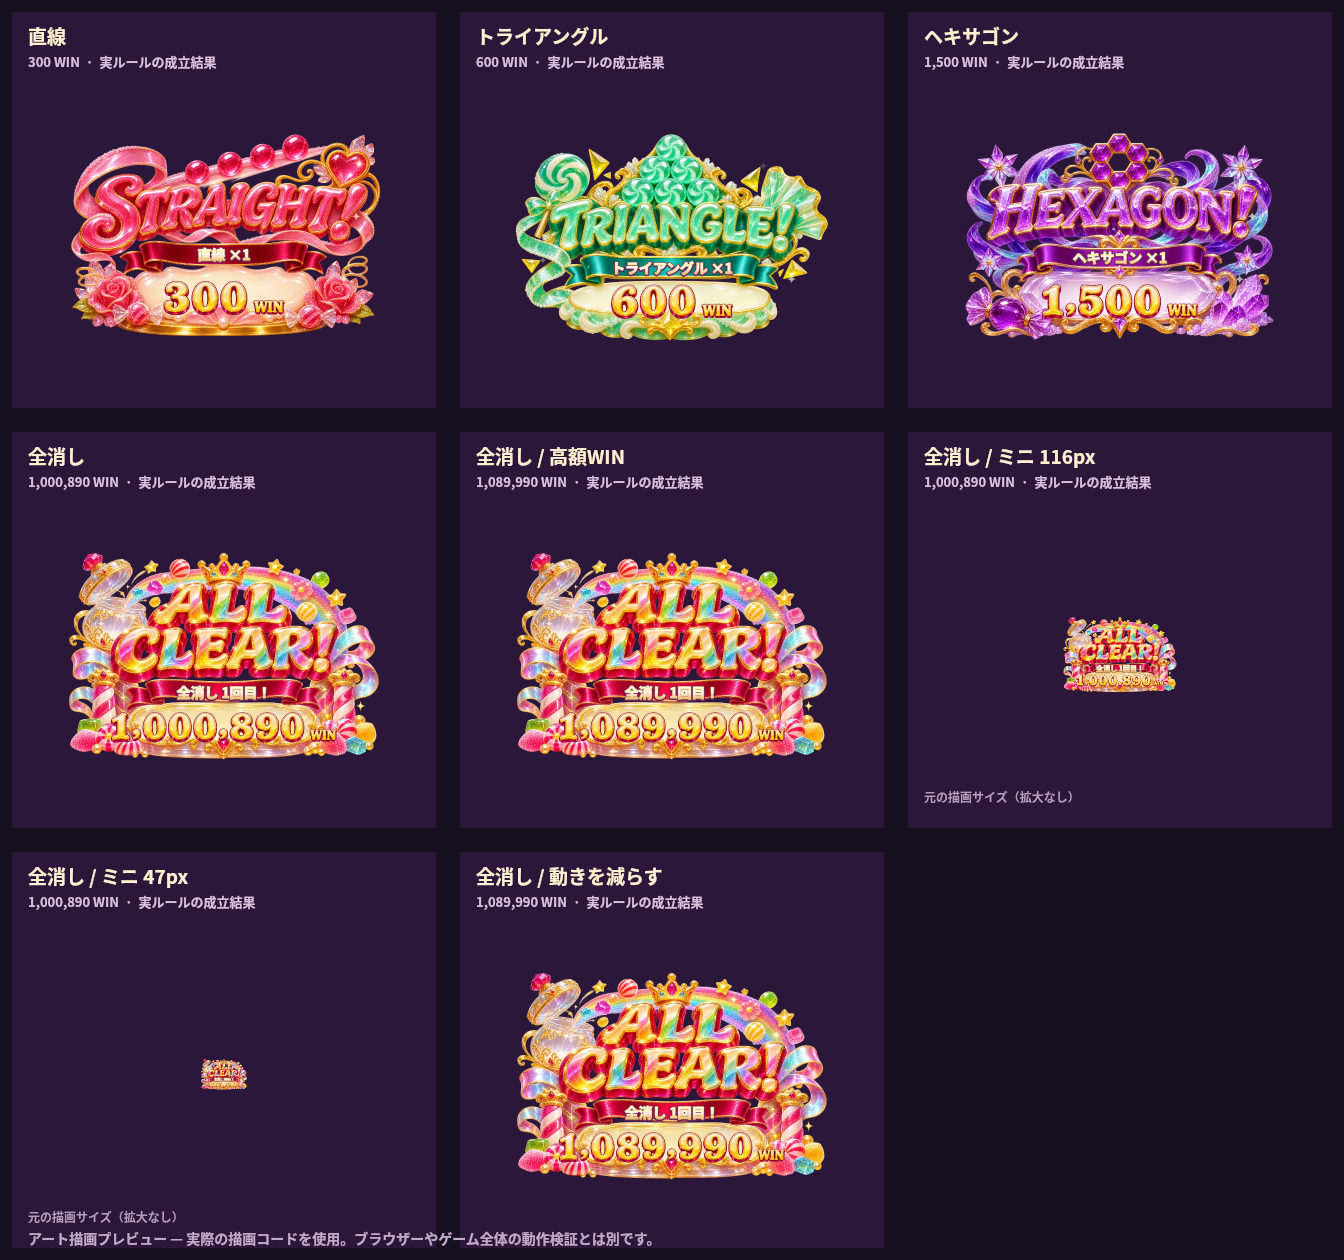 直線
300 WIN ・ 実ルールの成立結果
STRAIGHT!
直線 ×1
300 WIN
トライアングル
600 WIN ・ 実ルールの成立結果
TRIANGLE!
トライアングル ×1
600 WIN
ヘキサゴン
1,500 WIN ・ 実ルールの成立結果
HEXAGON!
ヘキサゴン ×1
1,500 WIN
全消し
1,000,890 WIN ・ 実ルールの成立結果
ALL
CLEAR!
全消し 1回目！
1,000,890 WIN
全消し / 高額WIN
1,089,990 WIN ・ 実ルールの成立結果
ALL
CLEAR!
全消し 1回目！
1,089,990 WIN
全消し / ミニ 116px
1,000,890 WIN ・ 実ルールの成立結果
ALL
CLEAR!
全消し 1回目！
1,000,890
元の描画サイズ（拡大なし）
全消し / ミニ 47px
1,000,890 WIN ・ 実ルールの成立結果
ALL
CLEAR!
元の描画サイズ（拡大なし）
全消し / 動きを減らす
1,089,990 WIN ・ 実ルールの成立結果
ALL
CLEAR!
全消し 1回目！
1,089,990 WIN
アート描画プレビュー — 実際の描画コードを使用。ブラウザーやゲーム全体の動作検証とは別です。